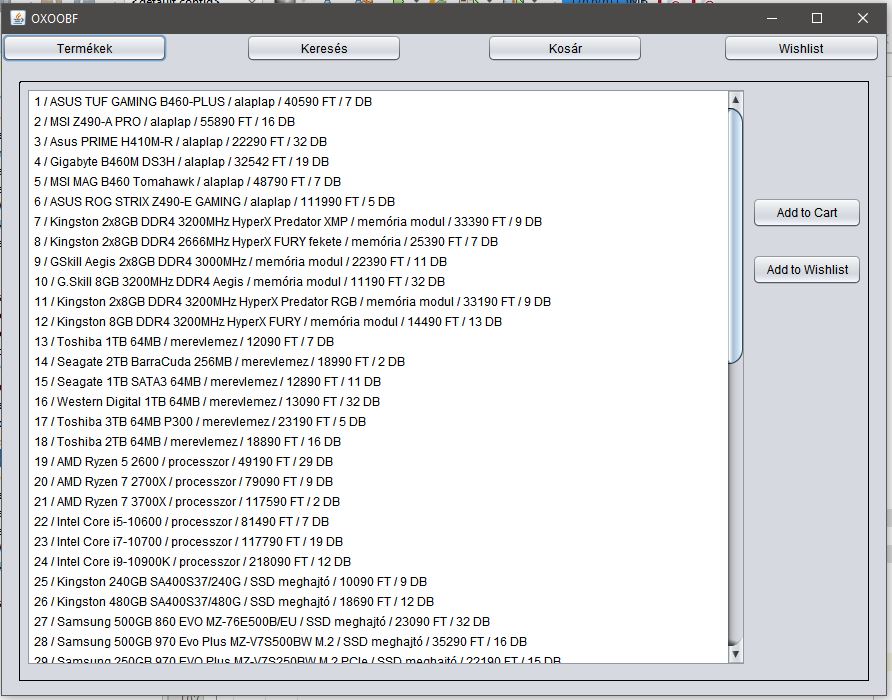 OXOOBF
Termékek Keresés Kosár Wishlist
1 / ASUS TUF GAMING B460-PLUS / alaplap / 40590 FT / 7 DB
2 / MSI Z490-A PRO / alaplap / 55890 FT / 16 DB
3 / Asus PRIME H410M-R / alaplap / 22290 FT / 32 DB
4 / Gigabyte B460M DS3H / alaplap / 32542 FT / 19 DB
5 / MSI MAG B460 Tomahawk / alaplap / 48790 FT / 7 DB
6 / ASUS ROG STRIX Z490-E GAMING / alaplap / 111990 FT / 5 DB
7 / Kingston 2x8GB DDR4 3200MHz HyperX Predator XMP / memória modul / 33390 FT / 9 DB
8 / Kingston 2x8GB DDR4 2666MHz HyperX FURY fekete / memória / 25390 FT / 7 DB
9 / GSkill Aegis 2x8GB DDR4 3000MHz / memória modul / 22390 FT / 11 DB
10 / G.Skill 8GB 3200MHz DDR4 Aegis / memória modul / 11190 FT / 32 DB
11 / Kingston 2x8GB DDR4 3200MHz HyperX Predator RGB / memória modul / 33190 FT / 9 DB
12 / Kingston 8GB DDR4 3200MHz HyperX FURY / memória modul / 14490 FT / 13 DB
13 / Toshiba 1TB 64MB / merevlemez / 12090 FT / 7 DB
14 / Seagate 2TB BarraCuda 256MB / merevlemez / 18990 FT / 2 DB
15 / Seagate 1TB SATA3 64MB / merevlemez / 12890 FT / 11 DB
16 / Western Digital 1TB 64MB / merevlemez / 13090 FT / 32 DB
17 / Toshiba 3TB 64MB P300 / merevlemez / 23190 FT / 5 DB
18 / Toshiba 2TB 64MB / merevlemez / 18890 FT / 16 DB
19 / AMD Ryzen 5 2600 / processzor / 49190 FT / 29 DB
20 / AMD Ryzen 7 2700X / processzor / 79090 FT / 9 DB
21 / AMD Ryzen 7 3700X / processzor / 117590 FT / 2 DB
22 / Intel Core i5-10600 / processzor / 81490 FT / 7 DB
23 / Intel Core i7-10700 / processzor / 117790 FT / 19 DB
24 / Intel Core i9-10900K / processzor / 218090 FT / 12 DB
25 / Kingston 240GB SA400S37/240G / SSD meghajtó / 10090 FT / 9 DB
26 / Kingston 480GB SA400S37/480G / SSD meghajtó / 18690 FT / 12 DB
27 / Samsung 500GB 860 EVO MZ-76E500B/EU / SSD meghajtó / 23090 FT / 32 DB
28 / Samsung 500GB 970 Evo Plus MZ-V7S500BW M.2 / SSD meghajtó / 35290 FT / 16 DB
29 / Samsung 250GB 970 EVO Plus MZ-V7S250BW M.2 PCIe / SSD meghajtó / 22190 FT / 15 DB
Add to Cart
Add to Wishlist